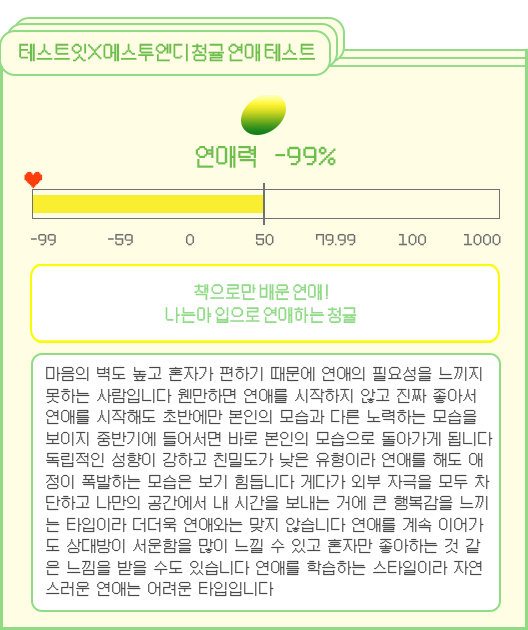 테스트잇X에스투엔디 청귤 연애 테스트
연애력 -99%
-99 -59 0 50 79.99 100 1000
책으로만 배운 연애!
나는야 입으로 연애하는 청귤
마음의 벽도 높고 혼자가 편하기 때문에 연애의 필요성을 느끼지
못하는 사람입니다 웬만하면 연애를 시작하지 않고 진짜 좋아서
연애를 시작해도 초반에만 본인의 모습과 다른 노력하는 모습을
보이지 중반기에 들어서면 바로 본인의 모습으로 돌아가게 됩니다
독립적인 성향이 강하고 친밀도가 낮은 유형이라 연애를 해도 애
정이 폭발하는 모습은 보기 힘듭니다 게다가 외부 자극을 모두 차
단하고 나만의 공간에서 내 시간을 보내는 거에 큰 행복감을 느끼
는 타입이라 더더욱 연애와는 맞지 않습니다 연애를 계속 이어가
도 상대방이 서운함을 많이 느낄 수 있고 혼자만 좋아하는 것 같
은 느낌을 받을 수도 있습니다 연애를 학습하는 스타일이라 자연
스러운 연애는 어려운 타입입니다